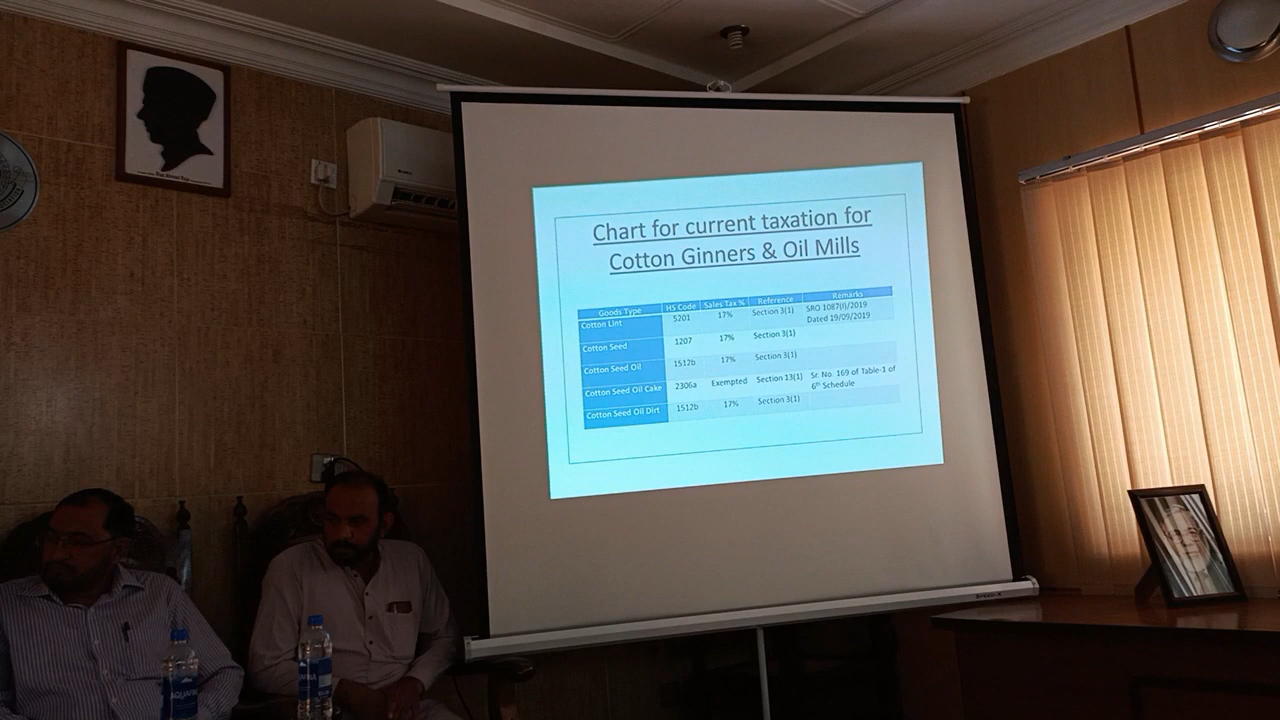 Chart for current taxation for
Cotton Ginners & Oil Mills
Goods Type HS Code Sales Tax % Reference Remarks
Cotton Lint 5201 17% Section 3(1) SRO 1087(I)/2019
Dated 19/09/2019
Cotton Seed 1207 17% Section 3(1)
Cotton Seed Oil 1512b 17% Section 3(1)
Cotton Seed Oil Cake 2306a Exempted Section 13(1) Sr. No. 169 of Table-1 of
6th Schedule
Cotton Seed Oil Dirt 1512b 17% Section 3(1)
SPEED-X
AQUAFINA